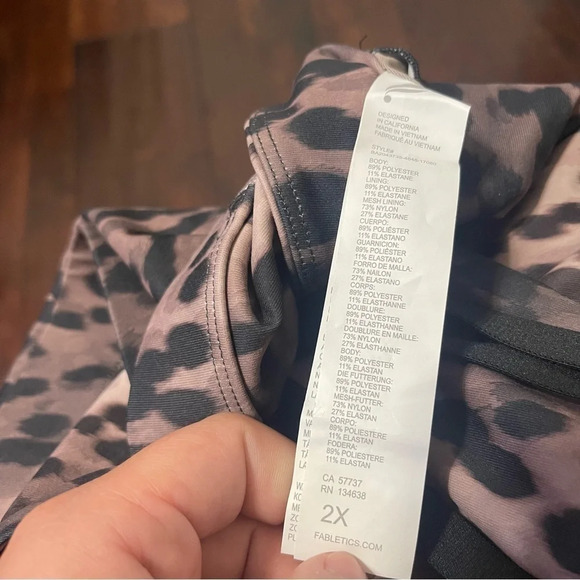 DESIGNED
IN CALIFORNIA
MADE IN VIETNAM
FABRIQUÉ AU VIETNAM
STYLE#
BODY:
89% POLYESTER
11% ELASTANE
LINING:
89% POLYESTER
11% ELASTANE
MESH LINING:
73% NYLON
27% ELASTANE
CUERPO:
89% POLIÉSTER
11% ELASTANO
GUARNICION:
89% POLIÉSTER
11% ELASTANO
FORRO DE MALLA:
73% NAILON
27% ELASTANO
CORPS:
89% POLYESTER
11% ELASTHANNE
DOUBLURE:
89% POLYESTER
11% ELASTHANNE
DOUBLURE EN MAILLE:
73% NYLON
27% ELASTHANNE
BODY:
89% POLYESTER
11% ELASTAN
DIE FUTTERUNG:
89% POLYESTER
11% ELASTAN
MESH-FUTTER:
73% NYLON
27% ELASTAN
CORPO:
89% POLIESTERE
11% ELASTAN
FODERA:
89% POLIESTERE
11% ELASTAN
CA 57737
RN 134638
2X
FABLETICS.COM